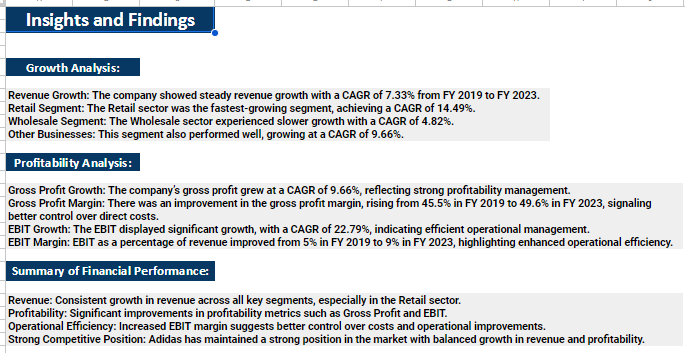 Insights and Findings
Growth Analysis:
Revenue Growth: The company showed steady revenue growth with a CAGR of 7.33% from FY 2019 to FY 2023.
Retail Segment: The Retail sector was the fastest-growing segment, achieving a CAGR of 14.49%.
Wholesale Segment: The Wholesale sector experienced slower growth with a CAGR of 4.82%.
Other Businesses: This segment also performed well, growing at a CAGR of 9.66%.
Profitability Analysis:
Gross Profit Growth: The company's gross profit grew at a CAGR of 9.66%, reflecting strong profitability management.
Gross Profit Margin: There was an improvement in the gross profit margin, rising from 45.5% in FY 2019 to 49.6% in FY 2023, signaling
better control over direct costs.
EBIT Growth: The EBIT displayed significant growth, with a CAGR of 22.79%, indicating efficient operational management.
EBIT Margin: EBIT as a percentage of revenue improved from 5% in FY 2019 to 9% in FY 2023, highlighting enhanced operational efficiency.
Summary of Financial Performance:
Revenue: Consistent growth in revenue across all key segments, especially in the Retail sector.
Profitability: Significant improvements in profitability metrics such as Gross Profit and EBIT.
Operational Efficiency: Increased EBIT margin suggests better control over costs and operational improvements.
Strong Competitive Position: Adidas has maintained a strong position in the market with balanced growth in revenue and profitability.